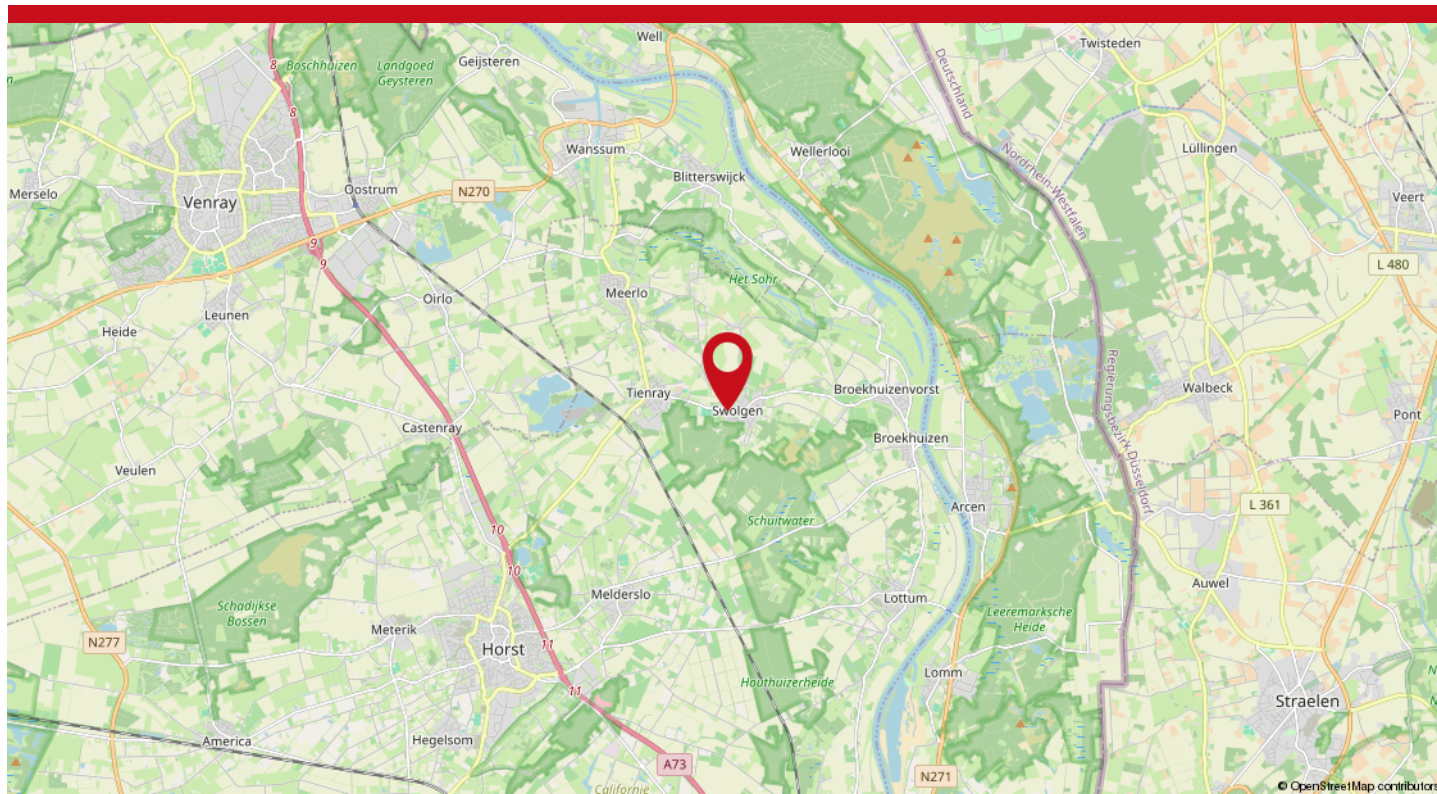 Well
Twisteden
Geijsteren
Boschhuizen
Landgoed
Geysteren
8
8
Deutschland
Nordrhein-Westfalen
Wanssum
Wellerlooi
Lüllingen
Merselo
Oostrum
N270
Blitterswijck
Venray
Veert
9
9
L 480
Het Sohr
Meerlo
Oirlo
Leunen
Heide
Regierungsbezirk Düsseldorf
Tienray
Swolgen
Broekhuizenvorst
Walbeck
Pont
Castenray
Broekhuizen
Veulen
Arcen
L 361
10
Schuitwater
10
Auwel
Melderslo
Lottum
Schadijkse
Bossen
Leeremarksche
Heide
Meterik
N277
Horst
11
11
Lomm
Houthuizerheide
Straelen
America
Hegelsom
A73
N271
Californie
© OpenStreetMap contributors